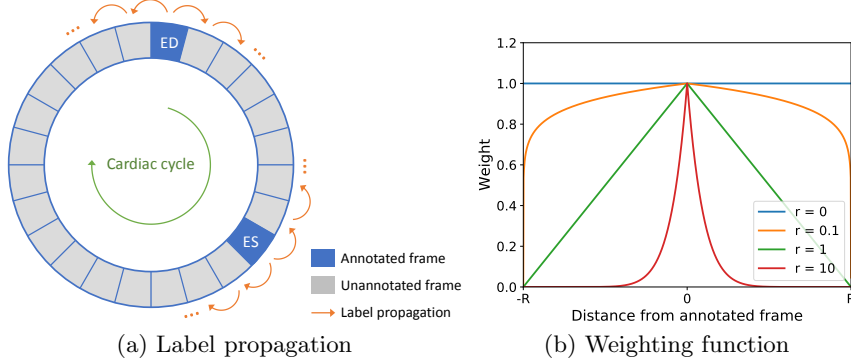 ED
Cardiac cycle
ES
Annotated frame
Unannotated frame
Label propagation
(a) Label propagation
1.2
1.0
0.8
0.6
0.4
0.2
0.0
Weight
r = 0
r = 0.1
r = 1
r = 10
-R 0 R
Distance from annotated frame
(b) Weighting function